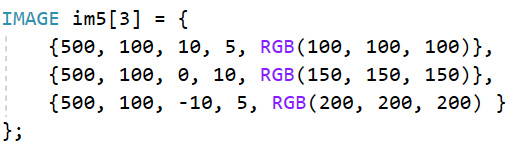 IMAGE im5[3] = {
    {500, 100, 10, 5, RGB(100, 100, 100)},
    {500, 100, 0, 10, RGB(150, 150, 150)},
    {500, 100, -10, 5, RGB(200, 200, 200) }
};